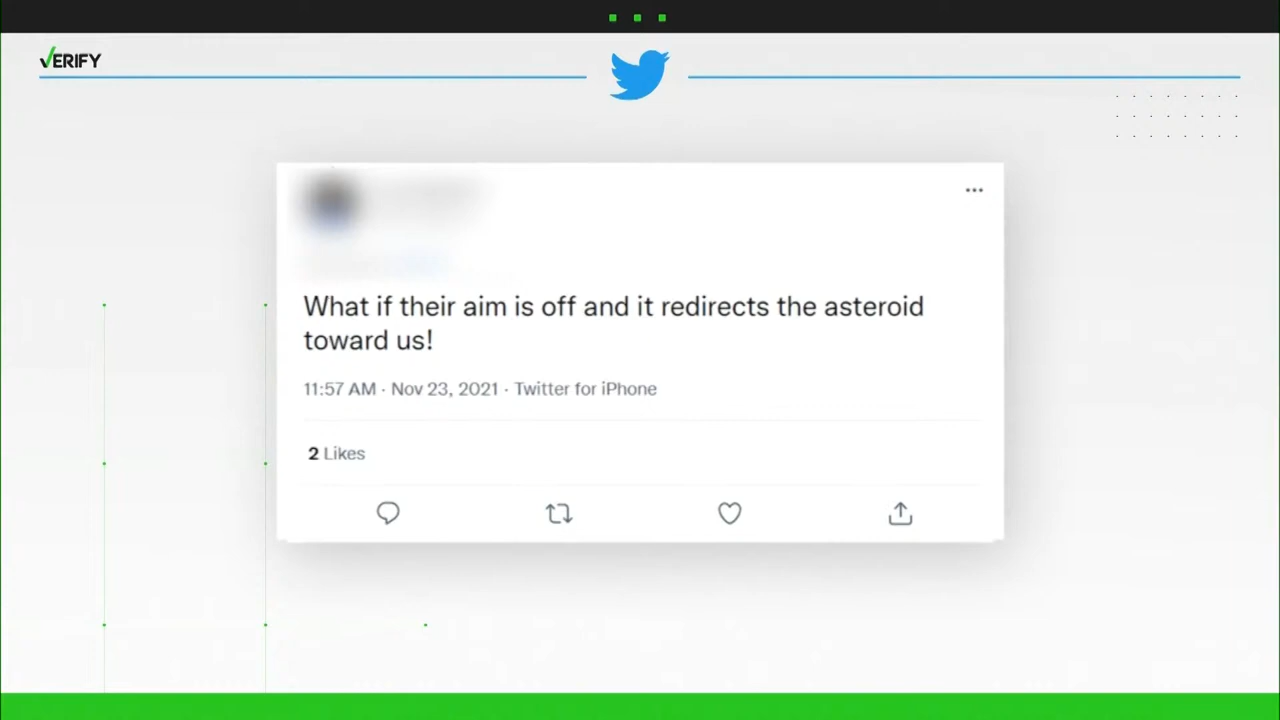 VERIFY
What if their aim is off and it redirects the asteroid
toward us!
11:57 AM · Nov 23, 2021 · Twitter for iPhone
2 Likes